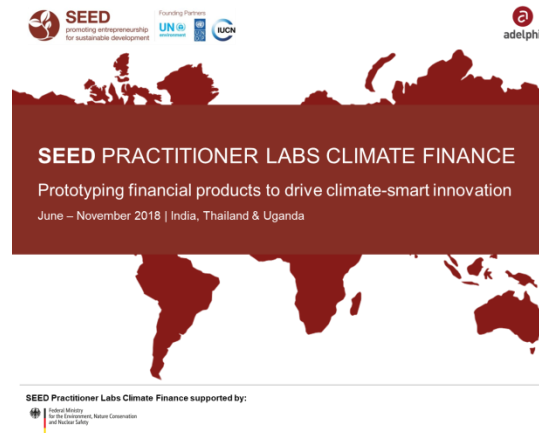 SEED
promoting entrepreneurship
for sustainable development
Founding Partners
UN
environment
IUCN
a
adelphi
SEED PRACTITIONER LABS CLIMATE FINANCE
Prototyping financial products to drive climate-smart innovation
June – November 2018 | India, Thailand & Uganda
SEED Practitioner Labs Climate Finance supported by:
Federal Ministry
for the Environment, Nature Conservation
and Nuclear Safety